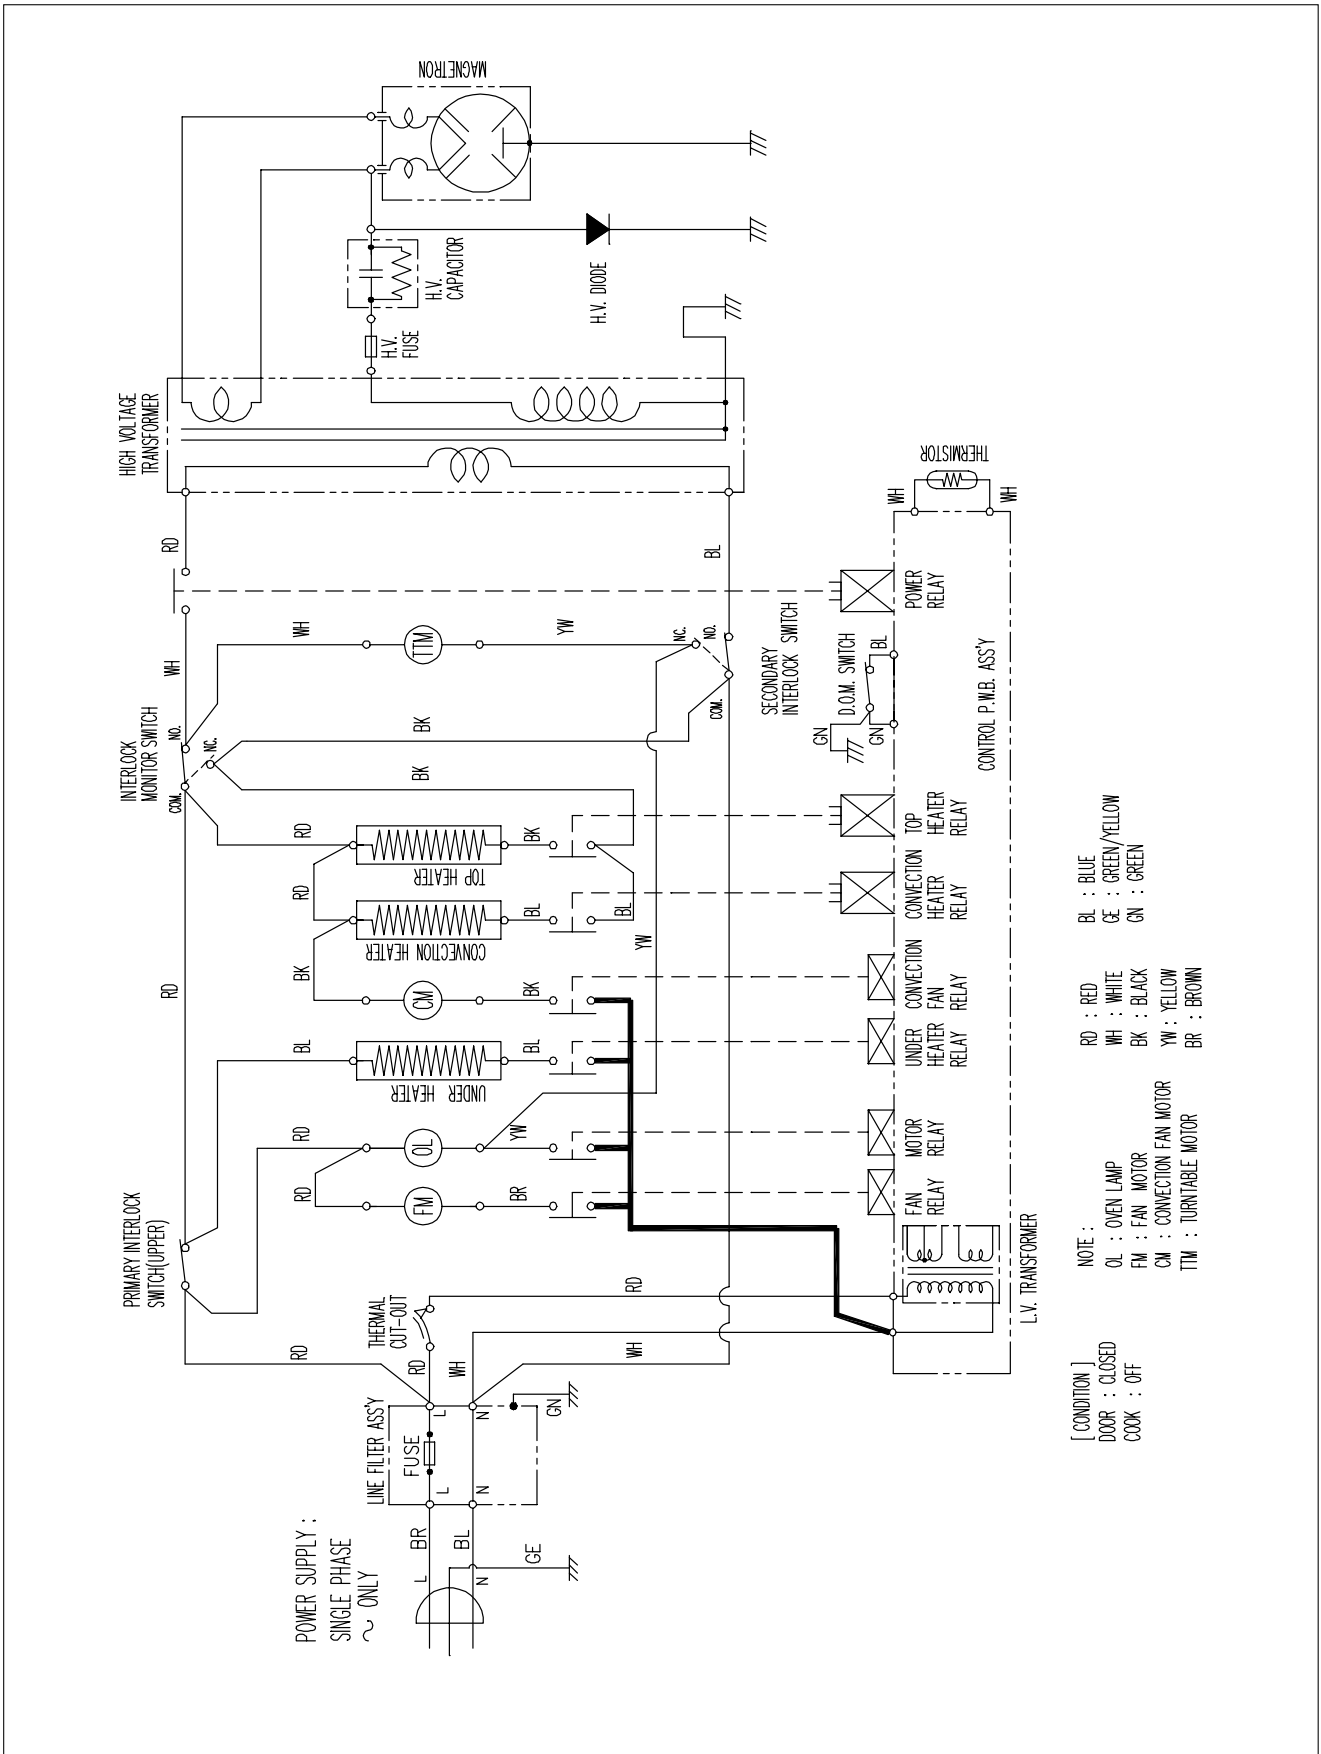 POWER SUPPLY :
SINGLE PHASE
～ ONLY
BR
BL
L
N
GE
LINE FILTER ASS'Y
FUSE
L
N
L
N
GN
RD
RD
WH
THERMAL
CUT-OUT
WH
RD
PRIMARY INTERLOCK
SWITCH(UPPER)
RD
RD
FM
BR
OL
YW
BL
UNDER HEATER
BL
RD
BK
CM
BK
CONVECTION HEATER
BL
BL
YW
RD
RD
TOP HEATER
BK
BK
BK
INTERLOCK
MONITOR SWITCH
COM.
NO.
NC.
WH
WH
TTM
YW
NC.
NO.
COM.
SECONDARY
INTERLOCK SWITCH
RD
BL
HIGH VOLTAGE
TRANSFORMER
H.V.
FUSE
H.V.
CAPACITOR
H.V. DIODE
MAGNETRON
L.V. TRANSFORMER
FAN
RELAY
MOTOR
RELAY
UNDER
HEATER
RELAY
CONVECTION
FAN
RELAY
CONVECTION
HEATER
RELAY
TOP
HEATER
RELAY
GN
GN
D.O.M. SWITCH
BL
POWER
RELAY
CONTROL P.W.B. ASS'Y
WH
WH
THERMISTOR
[ CONDITION ]
DOOR : CLOSED
COOK : OFF
NOTE :
OL : OVEN LAMP
FM : FAN MOTOR
CM : CONVECTION FAN MOTOR
TTM : TURNTABLE MOTOR
RD : RED
WH : WHITE
BK : BLACK
YW : YELLOW
BR : BROWN
BL : BLUE
GE : GREEN/YELLOW
GN : GREEN